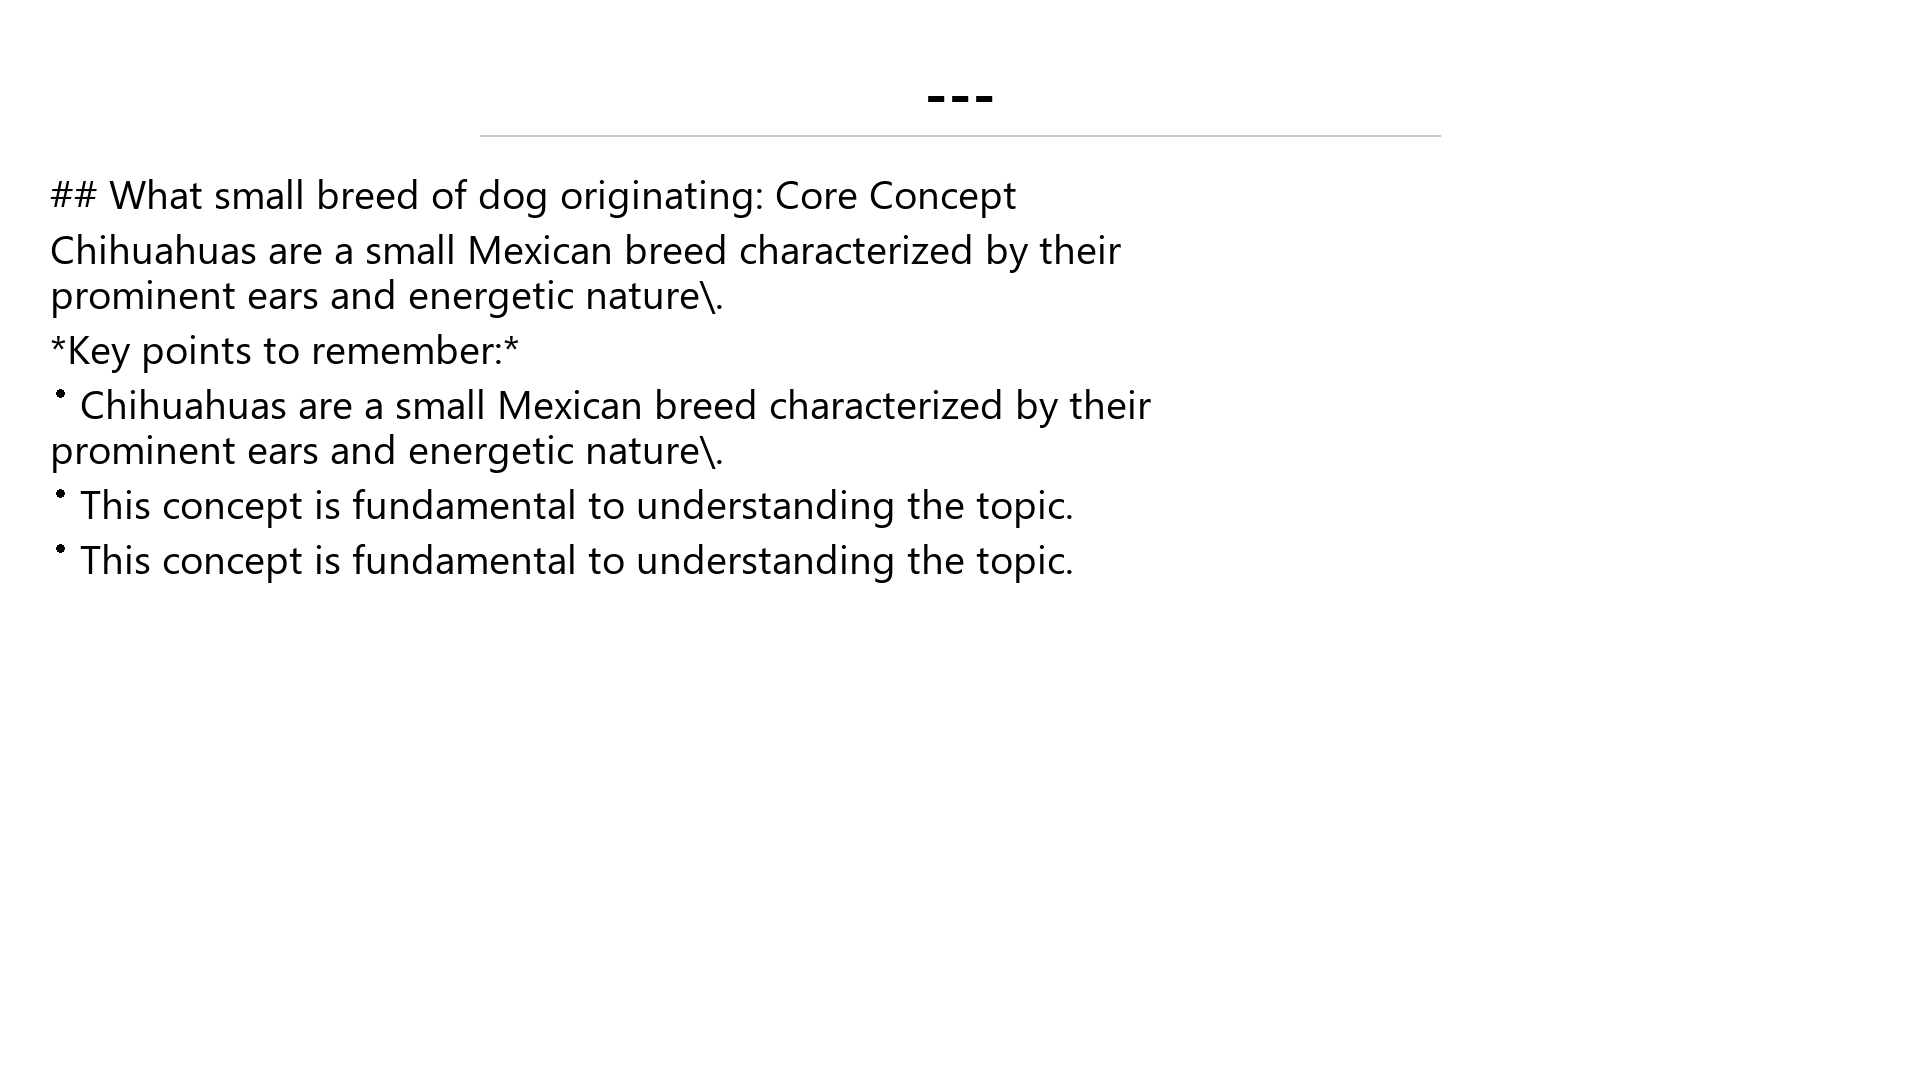 ---
## What small breed of dog originating: Core Concept
Chihuahuas are a small Mexican breed characterized by their
prominent ears and energetic nature\.
*Key points to remember:*
• Chihuahuas are a small Mexican breed characterized by their
prominent ears and energetic nature\.
• This concept is fundamental to understanding the topic.
• This concept is fundamental to understanding the topic.